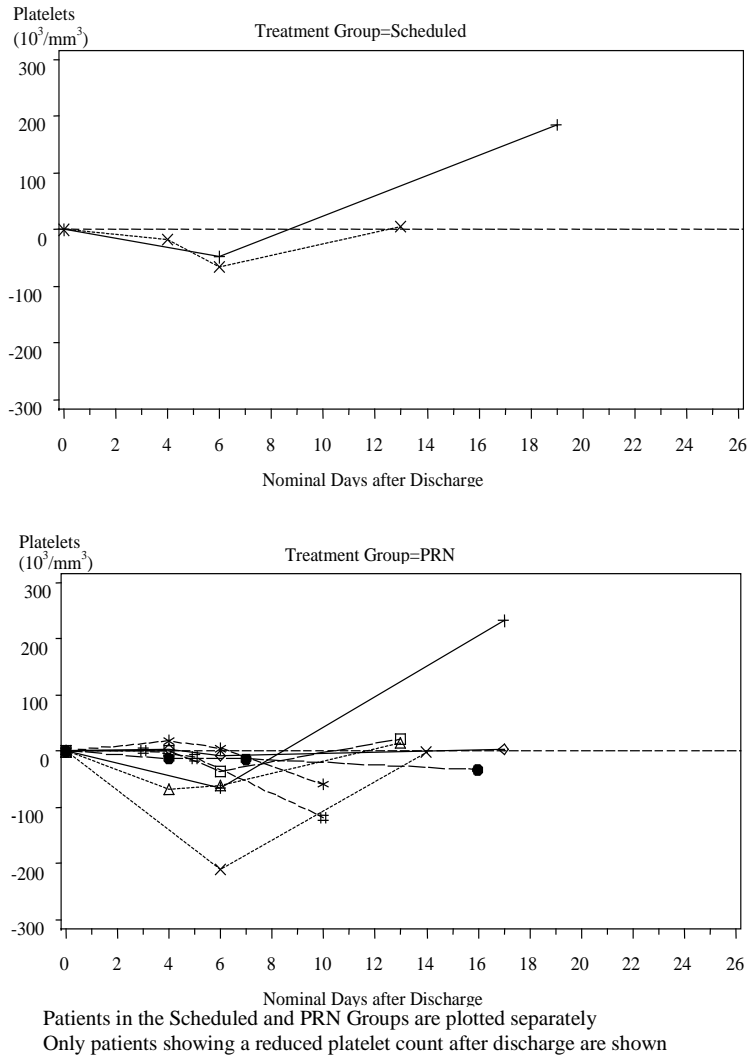 Platelets
(10³/mm³)
Treatment Group=Scheduled
300
200
100
0
-100
-200
-300
0 2 4 6 8 10 12 14 16 18 20 22 24 26
Nominal Days after Discharge
Platelets
(10³/mm³)
Treatment Group=PRN
300
200
100
0
-100
-200
-300
0 2 4 6 8 10 12 14 16 18 20 22 24 26
Nominal Days after Discharge
Patients in the Scheduled and PRN Groups are plotted separately
Only patients showing a reduced platelet count after discharge are shown